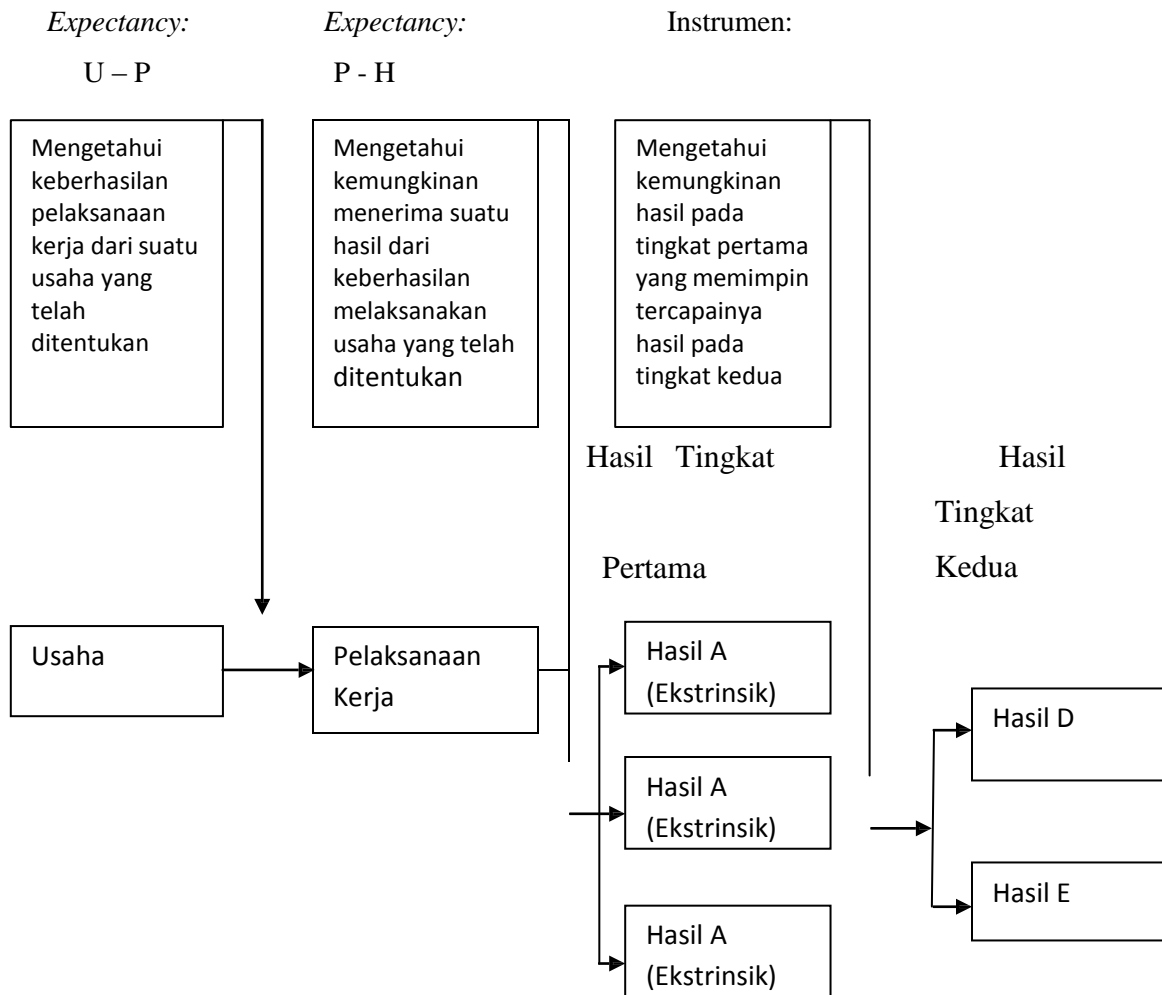 Expectancy:
U – P
Expectancy:
P - H
Instrumen:
Mengetahui
keberhasilan
pelaksanaan
kerja dari suatu
usaha yang
telah
ditentukan
Mengetahui
kemungkinan
menerima suatu
hasil dari
keberhasilan
melaksanakan
usaha yang telah
ditentukan
Mengetahui
kemungkinan
hasil pada
tingkat pertama
yang memimpin
tercapainya
hasil pada
tingkat kedua
Hasil Tingkat
Pertama
Hasil
Tingkat
Kedua
Usaha
Pelaksanaan
Kerja
Hasil A
(Ekstrinsik)
Hasil A
(Ekstrinsik)
Hasil A
(Ekstrinsik)
Hasil D
Hasil E